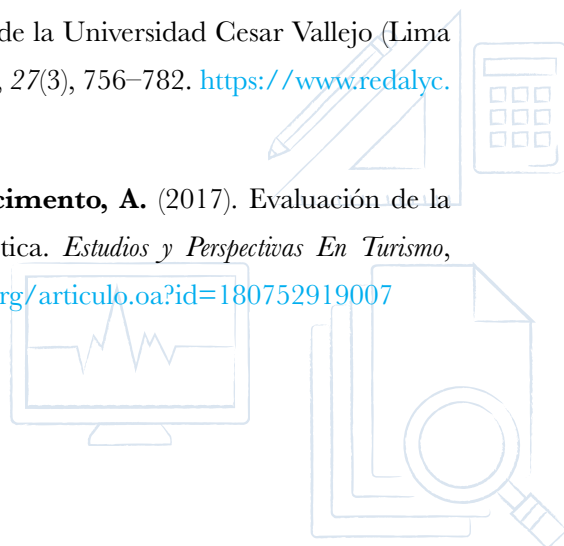 de la Universidad Cesar Vallejo (Lima
, 27(3), 756–782. https://www.redalyc.
cimento, A. (2017). Evaluación de la
tica. Estudios y Perspectivas En Turismo,
rg/articulo.oa?id=180752919007